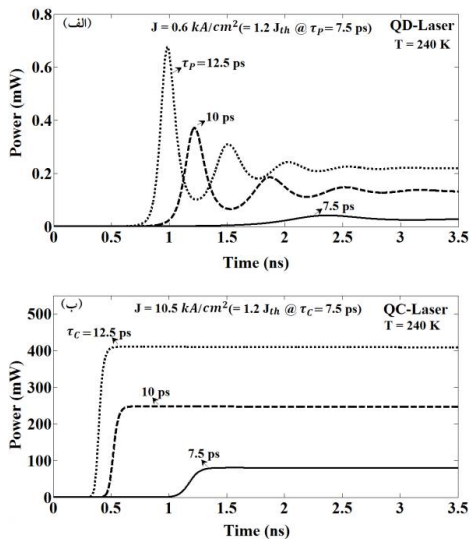 (الف)
J = 0.6 kA/cm²(= 1.2 J_th @ τ_P= 7.5 ps)
QD-Laser
T = 240 K
τ_P=12.5 ps
10 ps
7.5 ps
Power (mW)
0.8
0.6
0.4
0.2
0
0 0.5 1 1.5 2 2.5 3 3.5
Time (ns)
(ب)
J = 10.5 kA/cm²(= 1.2 J_th @ τ_C= 7.5 ps)
QC-Laser
T = 240 K
τ_C=12.5 ps
10 ps
7.5 ps
Power (mW)
500
400
300
200
100
0
0 0.5 1 1.5 2 2.5 3 3.5
Time (ns)